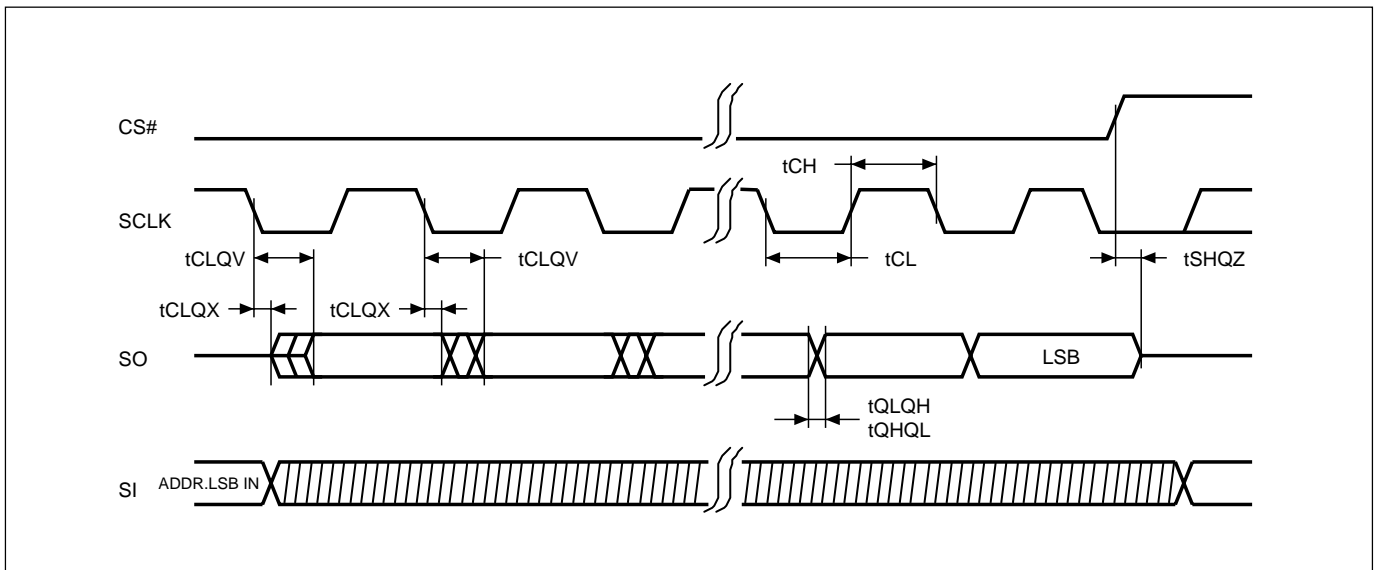 CS#
tCH
SCLK
tCLQV
tCLQV
tCL
tSHQZ
tCLQX
tCLQX
SO
LSB
tQLQH
tQHQL
SI
ADDR.LSB IN